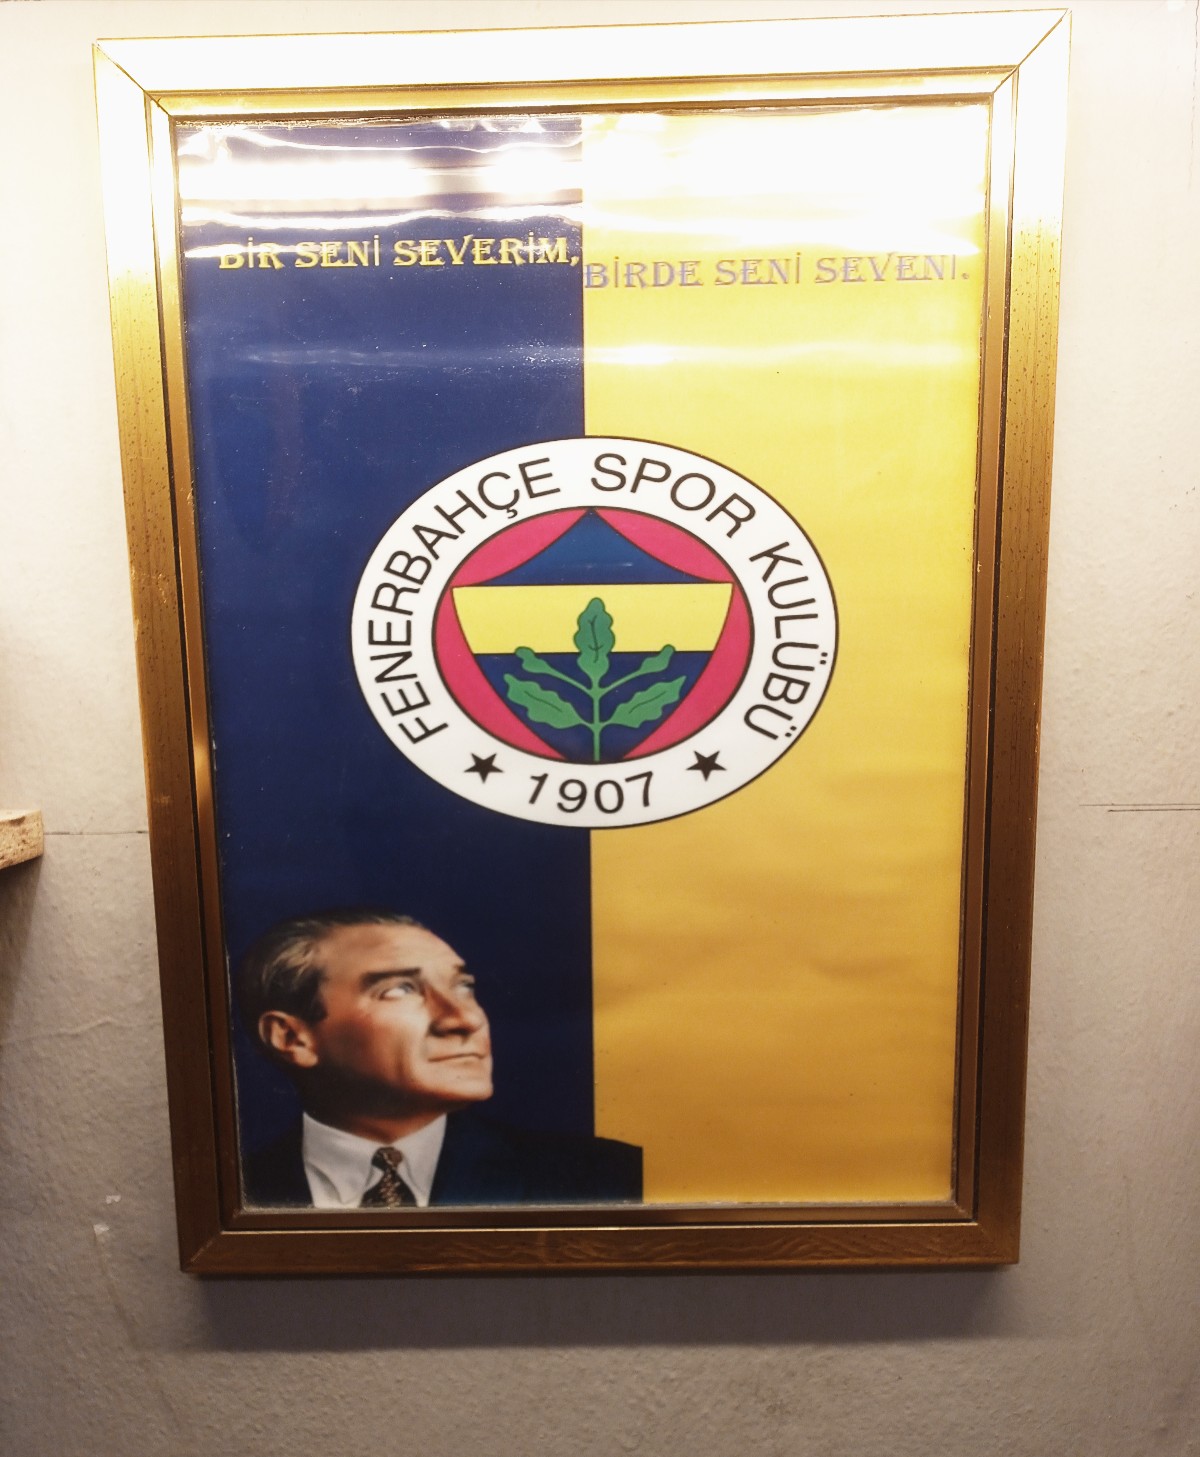 BİR SENİ SEVERİM,
BİRDE SENİ SEVENİ.
FENERBAHÇE SPOR KULÜBÜ
1907